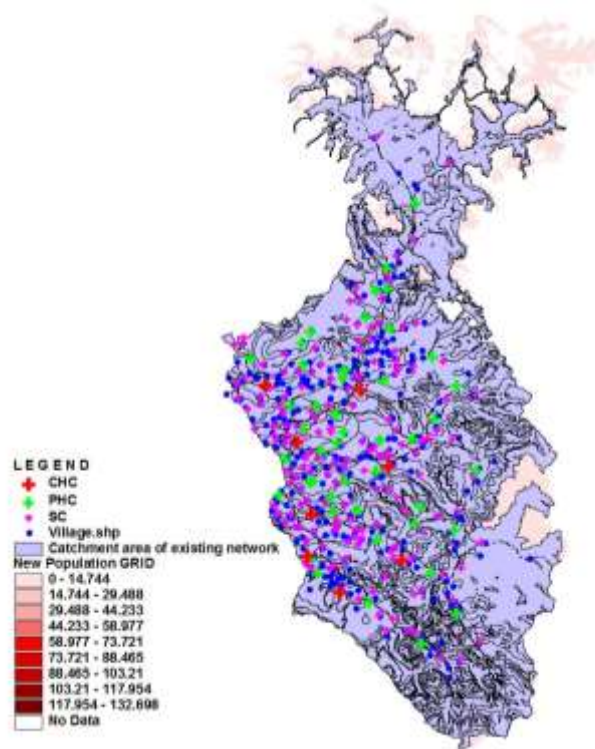 L E G E N D
CHC
PHC
SC
Village.shp
Catchment area of existing network
New Population GRID
0 - 14.744
14.744 - 29.488
29.488 - 44.233
44.233 - 58.977
58.977 - 73.721
73.721 - 88.465
88.465 - 103.21
103.21 - 117.954
117.954 - 132.698
No Data